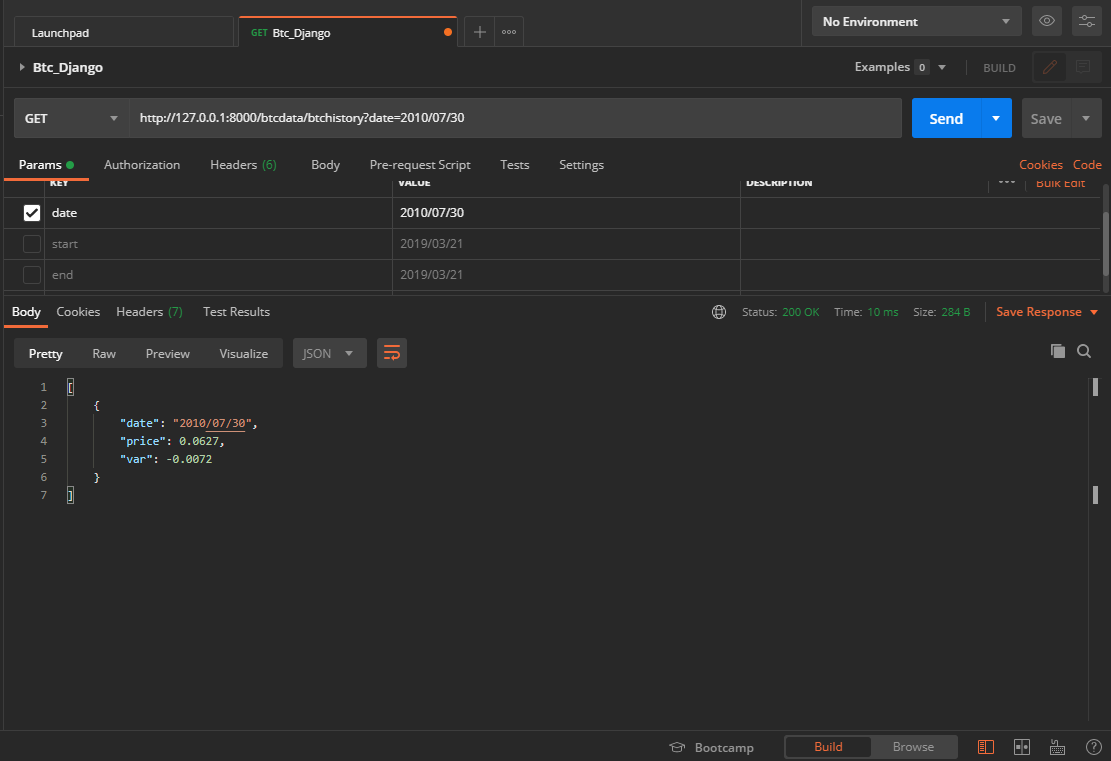 Launchpad
GET Btc_Django
No Environment
Btc_Django
Examples 0
BUILD
GET
http://127.0.0.1:8000/btcdata/btchistory?date=2010/07/30
Send
Save
Params
Authorization
Headers (6)
Body
Pre-request Script
Tests
Settings
Cookies
Code
KEY
VALUE
DESCRIPTION
Bulk Edit
date
2010/07/30
start
2019/03/21
end
2019/03/21
Body
Cookies
Headers (7)
Test Results
Status: 200 OK
Time: 10 ms
Size: 284 B
Save Response
Pretty
Raw
Preview
Visualize
JSON
1 [
2 {
3 "date": "2010/07/30",
4 "price": 0.0627,
5 "var": -0.0072
6 }
7 ]
Bootcamp
Build
Browse